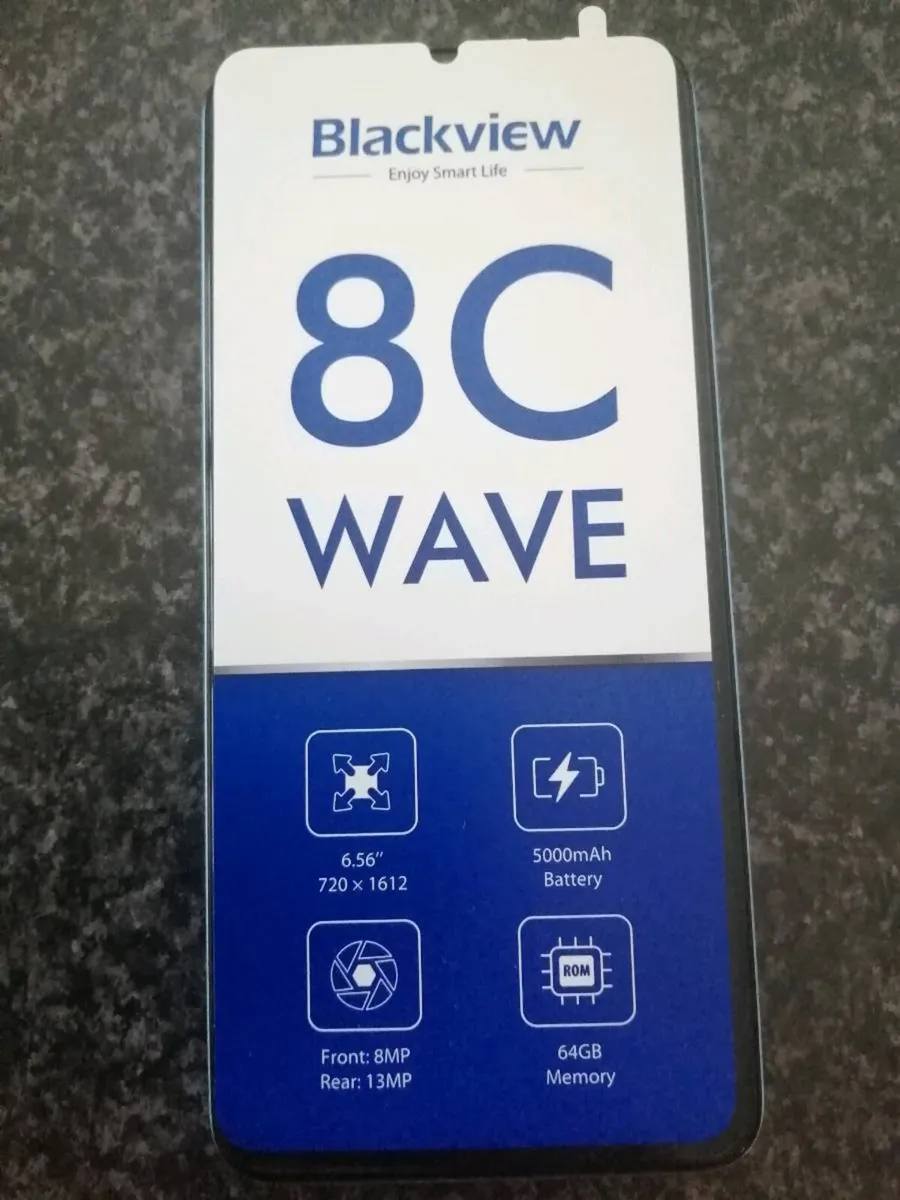 Blackview
Enjoy Smart Life
8C
WAVE
6.56″
720 × 1612
5000mAh
Battery
Front: 8MP
Rear: 13MP
ROM
64GB
Memory